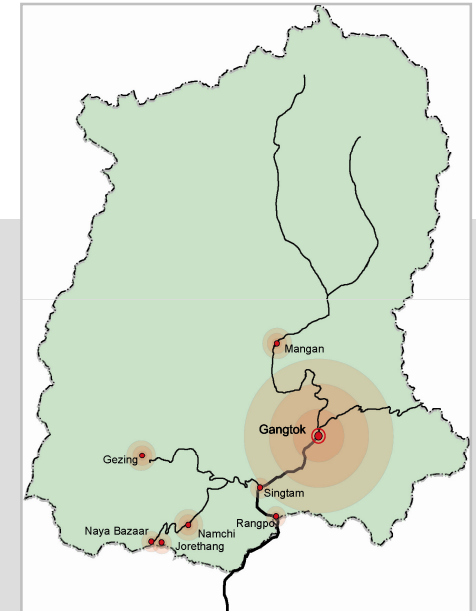 Mangan
Gangtok
Gezing
Singtam
Rangpo
Naya Bazaar
Namchi
Jorethang